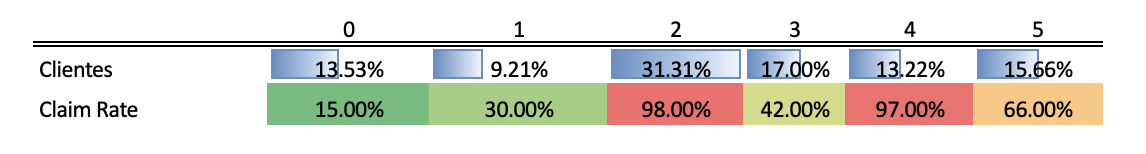 0 1 2 3 4 5
Clientes 13.53% 9.21% 31.31% 17.00% 13.22% 15.66%
Claim Rate 15.00% 30.00% 98.00% 42.00% 97.00% 66.00%